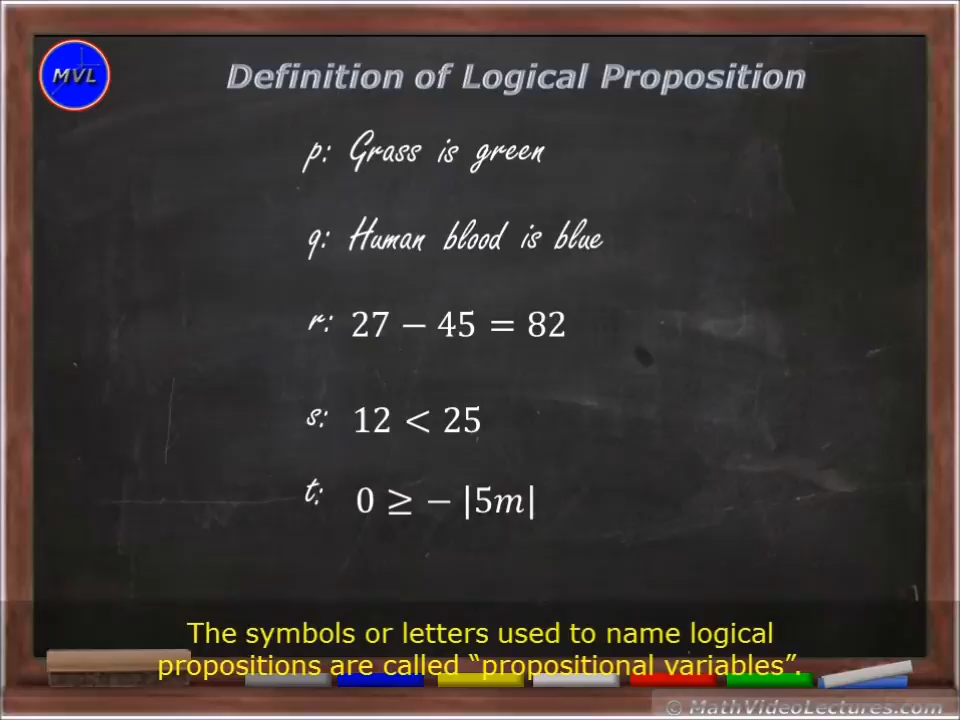 MVL
Definition of Logical Proposition
p: Grass is green
q: Human blood is blue
r: 27 − 45 = 82
s: 12 < 25
t: 0 ≥ − |5m|
The symbols or letters used to name logical
propositions are called “propositional variables”.
© MathVideoLectures.com